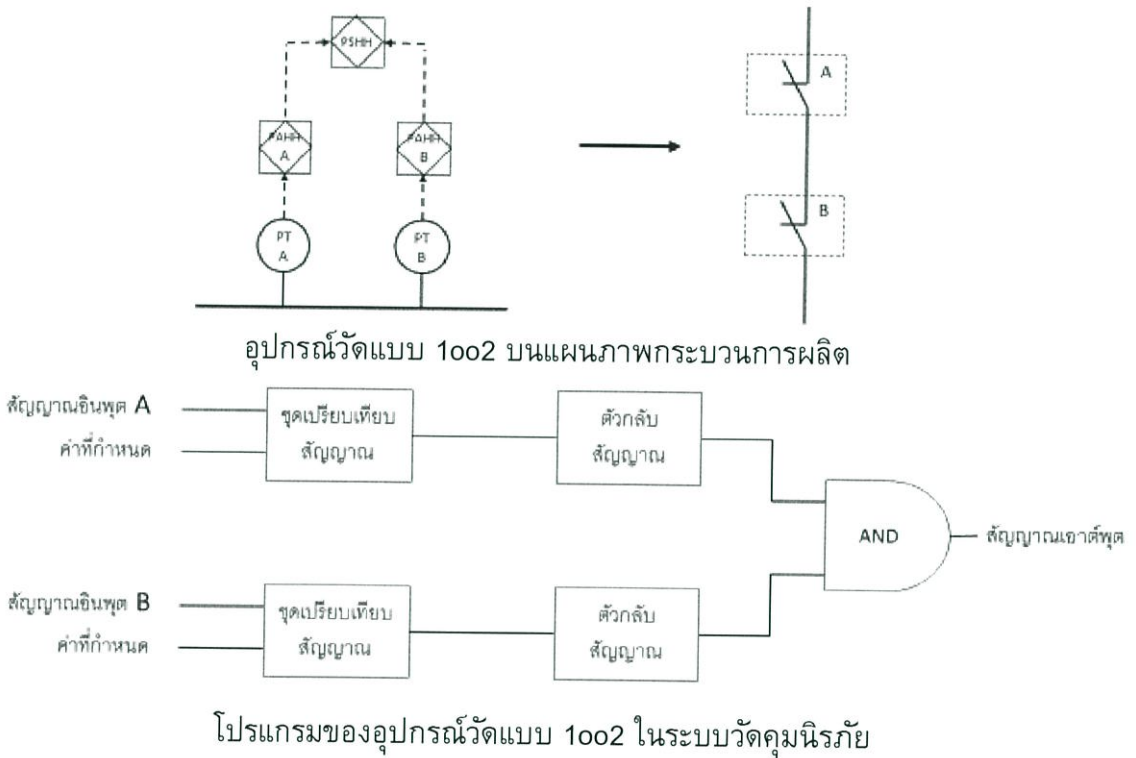 PSHH
A
PAHH
A
PAHH
B
PT
A
PT
B
B
อุปกรณ์วัดแบบ 1oo2 บนแผนภาพกระบวนการผลิต
สัญญาณอินพุต A
ค่าที่กำหนด
ชุดเปรียบเทียบ
สัญญาณ
ตัวกลับ
สัญญาณ
AND
สัญญาณเอาต์พุต
สัญญาณอินพุต B
ค่าที่กำหนด
ชุดเปรียบเทียบ
สัญญาณ
ตัวกลับ
สัญญาณ
โปรแกรมของอุปกรณ์วัดแบบ 1oo2 ในระบบวัดคุมนิรภัย